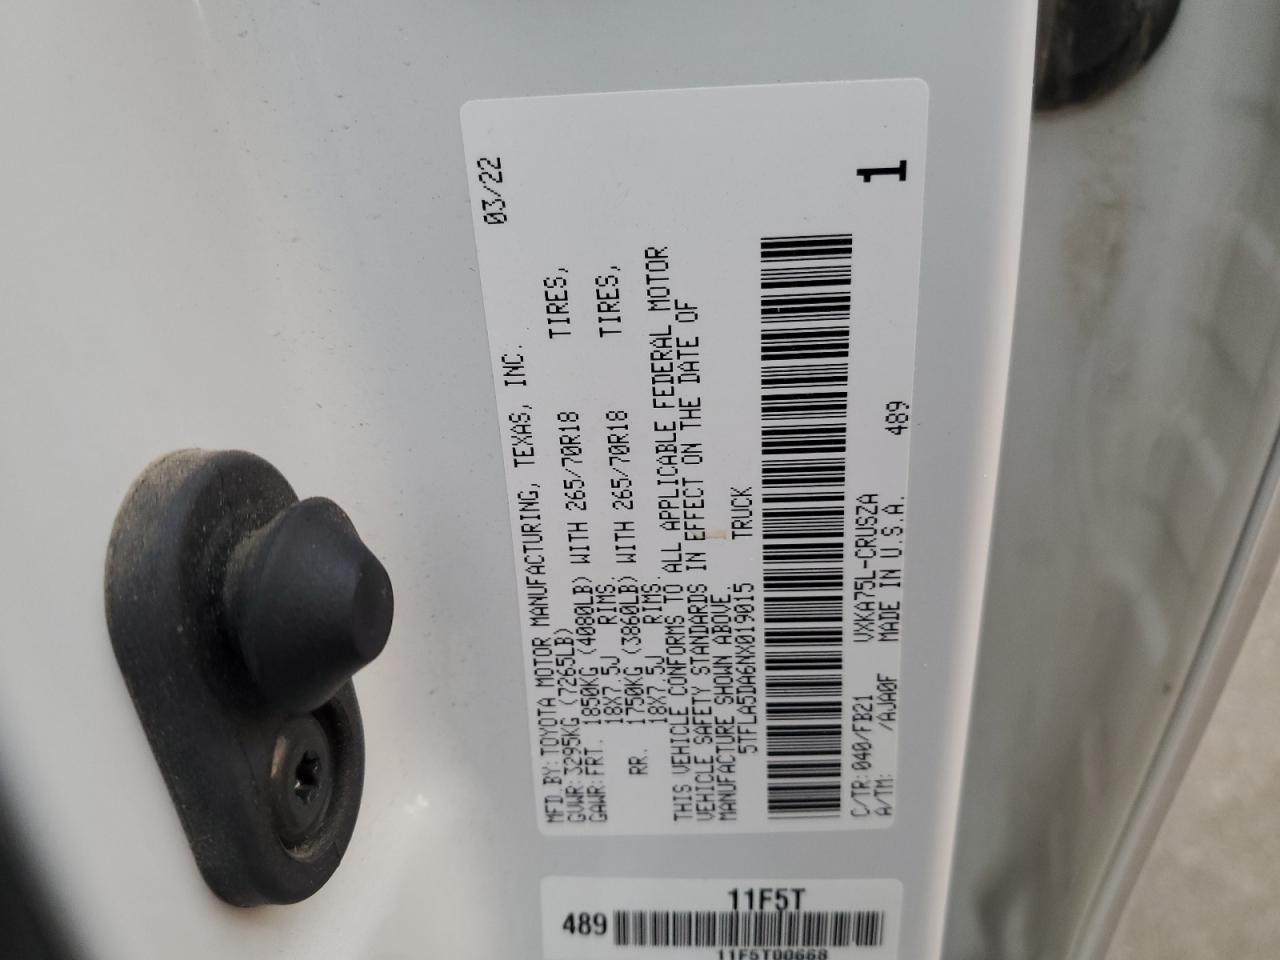 MFD.BY:TOYOTA MOTOR MANUFACTURING, TEXAS, INC. 03/22
GVWR:3295KG (7265LB)
GAWR:FRT. 1850KG (4080LB) WITH 265/70R18 TIRES,
18X7.5J RIMS.
RR. 1750KG (3860LB) WITH 265/70R18 TIRES,
18X7.5J RIMS.
THIS VEHICLE CONFORMS TO ALL APPLICABLE FEDERAL MOTOR
VEHICLE SAFETY STANDARDS IN EFFECT ON THE DATE OF
MANUFACTURE SHOWN ABOVE.
5TFLA5DA6NX019015 TRUCK
C/TR:040/FB21 VXKA75L-CRUSZA 489
A/TM: /AJA0F MADE IN U.S.A.
1
11F5T
489
11F5T00668